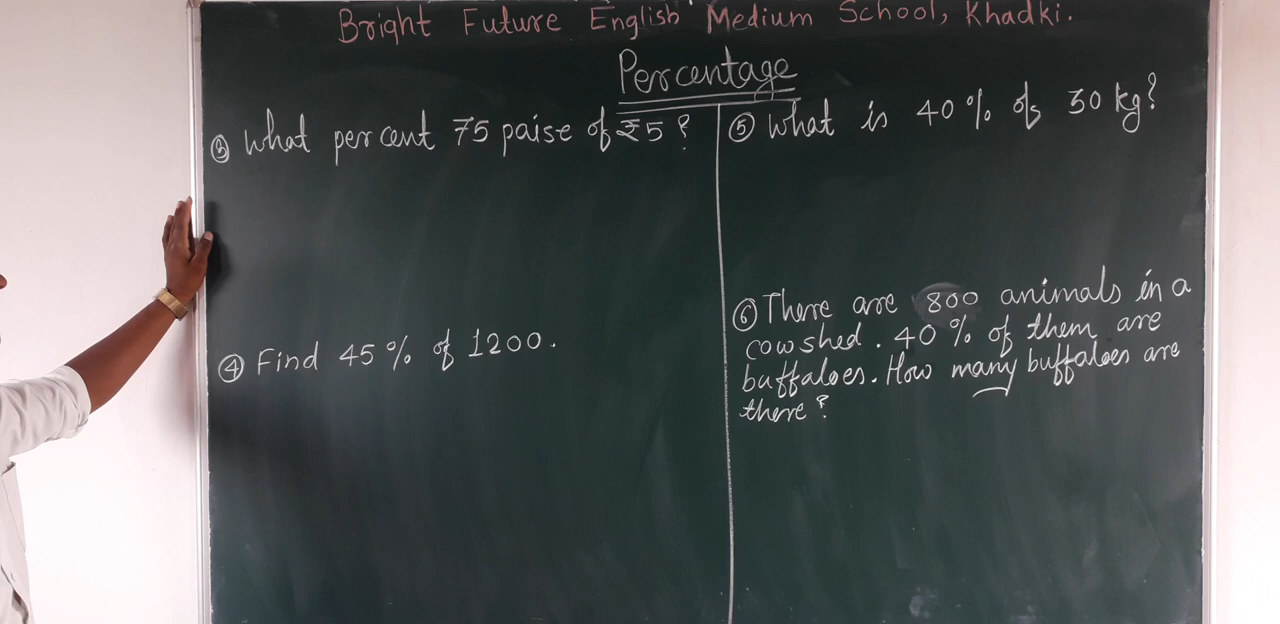 Bright Future English Medium School, Khadki.
Percentage
③ What percent 75 paise of ₹5 ?
④ Find 45 % of 1200.
⑤ What is 40 % of 30 kg?
⑥ There are 800 animals in a
cowshed. 40 % of them are
buffaloes. How many buffaloes are
there ?